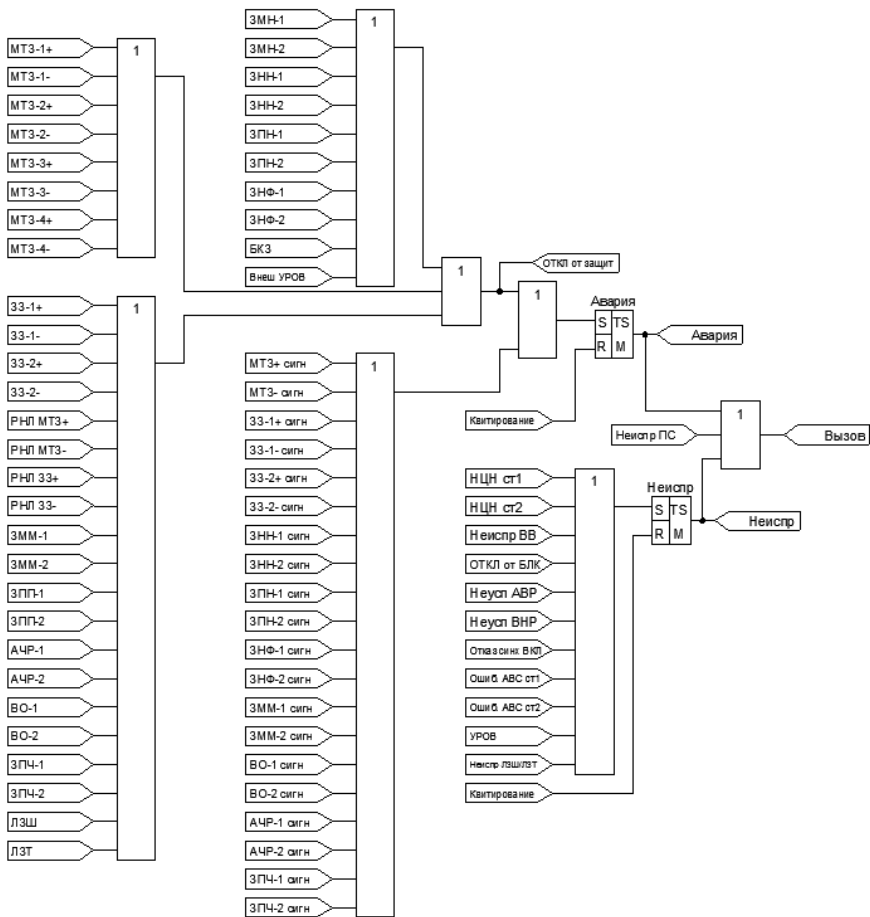 МТЗ-1+
МТЗ-1-
МТЗ-2+
МТЗ-2-
МТЗ-3+
МТЗ-3-
МТЗ-4+
МТЗ-4-
1
ЗЗ-1+
ЗЗ-1-
ЗЗ-2+
ЗЗ-2-
РНЛ МТЗ+
РНЛ МТЗ-
РНЛ ЗЗ+
РНЛ ЗЗ-
ЗММ-1
ЗММ-2
ЗПП-1
ЗПП-2
АЧР-1
АЧР-2
ВО-1
ВО-2
ЗПЧ-1
ЗПЧ-2
ЛЗШ
ЛЗТ
1
ЗМН-1
ЗМН-2
ЗНН-1
ЗНН-2
ЗПН-1
ЗПН-2
ЗНФ-1
ЗНФ-2
БКЗ
Внеш УРОВ
1
МТЗ+ сигн
МТЗ- сигн
ЗЗ-1+ сигн
ЗЗ-1- сигн
ЗЗ-2+ сигн
ЗЗ-2- сигн
ЗНН-1 сигн
ЗНН-2 сигн
ЗПН-1 сигн
ЗПН-2 сигн
ЗНФ-1 сигн
ЗНФ-2 сигн
ЗММ-1 сигн
ЗММ-2 сигн
ВО-1 сигн
ВО-2 сигн
АЧР-1 сигн
АЧР-2 сигн
ЗПЧ-1 сигн
ЗПЧ-2 сигн
1
1
ОТКЛ от защит
1
Авария
S TS
R M
Авария
Квитирование
Неиспр ПС
1
Вызов
НЦН ст1
НЦН ст2
Неиспр ВВ
ОТКЛ от БЛК
Неусп АВР
Неусп ВНР
Отказ синх ВКЛ
Ошиб. АВС ст1
Ошиб. АВС ст2
УРОВ
Неиспр ЛЗШ/ЛЗТ
Квитирование
1
Неиспр
S TS
R M
Неиспр